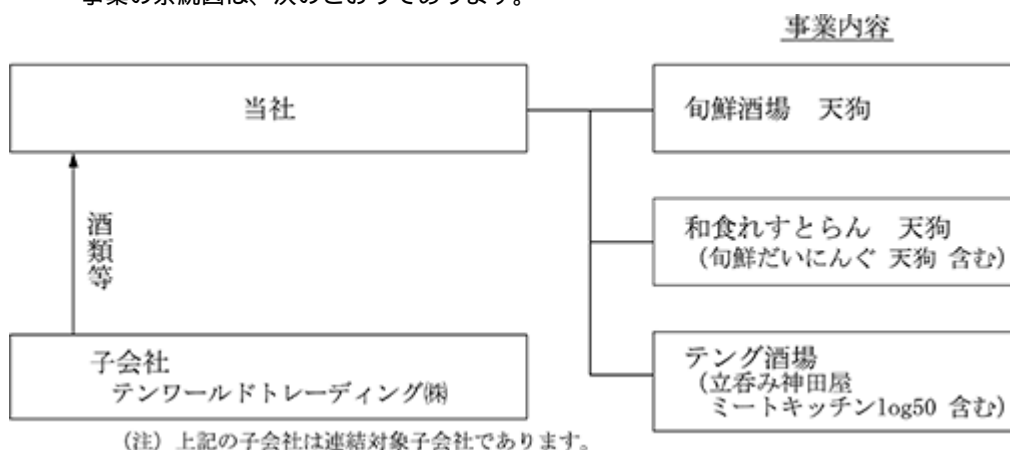 事業の系統図は、次のとおりであります。
事業内容
当社
旬鮮酒場 天狗
酒類等
和食れすとらん 天狗
(旬鮮だいにんぐ 天狗 含む)
子会社
テンワールドトレーディング㈱
テング酒場
(立呑み神田屋
ミートキッチンlog50 含む)
(注) 上記の子会社は連結対象子会社であります。